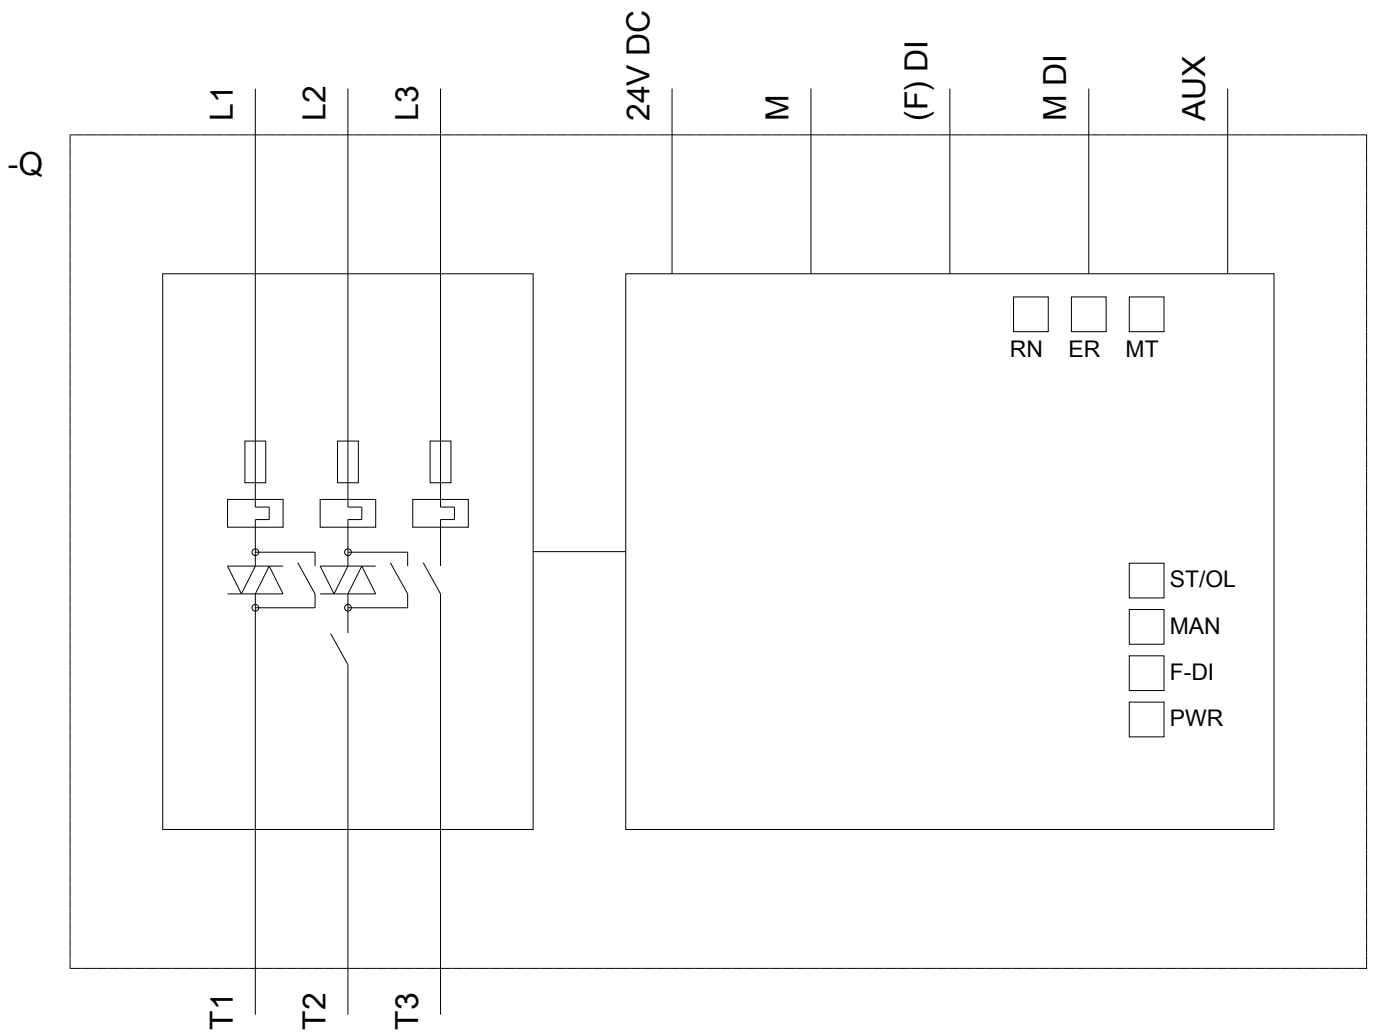 L1 L2 L3 24V DC M (F) DI M DI AUX
-Q
RN ER MT
ST/OL
MAN
F-DI
PWR
T1 T2 T3